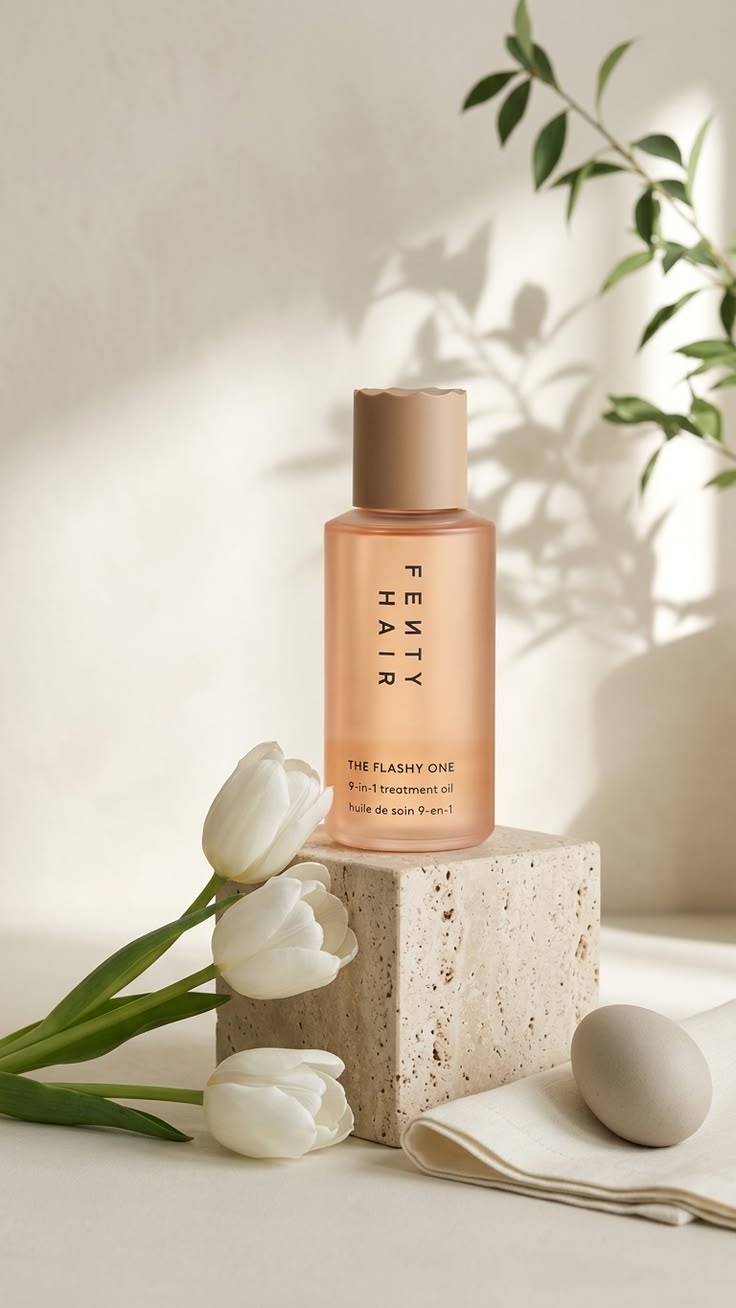 FENTY
HAIR
THE FLASHY ONE
9-in-1 treatment oil
huile de soin 9-en-1